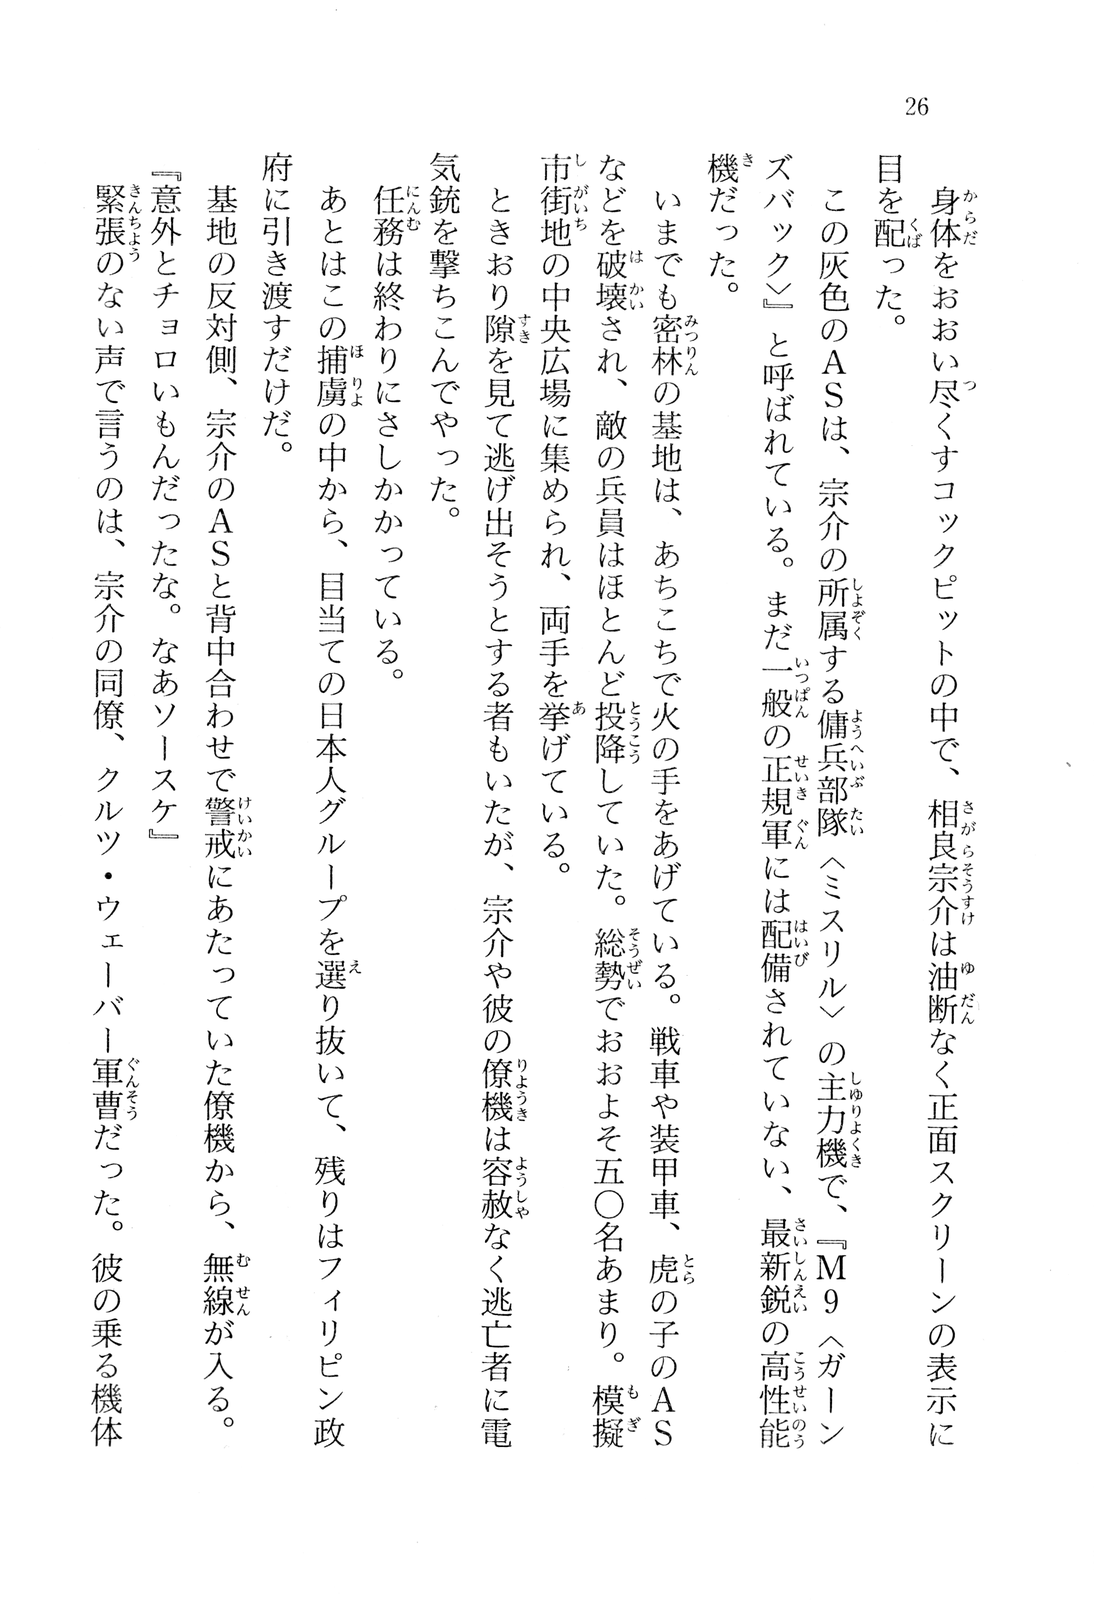 26
身体をおおい尽くすコックピットの中で、相良宗介は油断なく正面スクリーンの表示に
目を配った。
この灰色のASは、宗介の所属する傭兵部隊〈ミスリル〉の主力機で、『M9〈ガーン
ズバック〉』と呼ばれている。まだ一般の正規軍には配備されていない、最新鋭の高性能
機だった。
いまでも密林の基地は、あちこちで火の手をあげている。戦車や装甲車、虎の子のAS
などを破壊され、敵の兵員はほとんど投降していた。総勢でおおよそ五〇名あまり。模擬
市街地の中央広場に集められ、両手を挙げている。
ときおり隙を見て逃げ出そうとする者もいたが、宗介や彼の僚機は容赦なく逃亡者に電
気銃を撃ちこんでやった。
任務は終わりにさしかかっている。
あとはこの捕虜の中から、目当ての日本人グループを選り抜いて、残りはフィリピン政
府に引き渡すだけだ。
基地の反対側、宗介のASと背中合わせで警戒にあたっていた僚機から、無線が入る。
『意外とチョロいもんだったな。なあソースケ』
緊張のない声で言うのは、宗介の同僚、クルツ・ウェーバー軍曹だった。彼の乗る機体